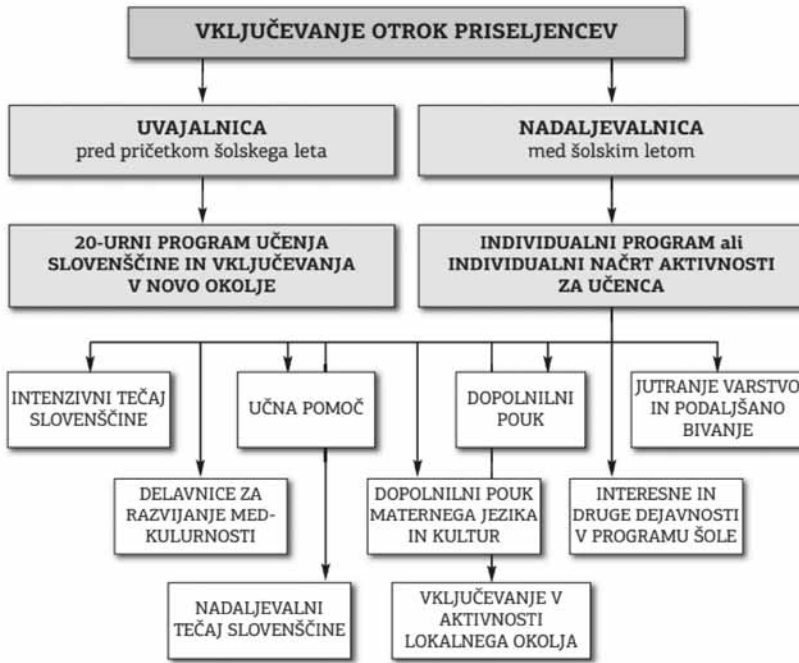 VKLJUČEVANJE OTROK PRISELJENCEV
UVAJALNICA
pred pričetkom šolskega leta
NADALJEVALNICA
med šolskim letom
20-URNI PROGRAM UČENJA
SLOVENŠČINE IN VKLJUČEVANJA
V NOVO OKOLJE
INDIVIDUALNI PROGRAM ali
INDIVIDUALNI NAČRT AKTIVNOSTI
ZA UČENCA
INTENZIVNI TEČAJ
SLOVENŠČINE
UČNA POMOČ
DOPOLNILNI
POUK
JUTRANJE VARSTVO
IN PODALJŠANO
BIVANJE
DELAVNICE ZA
RAZVIJANJE MED-
KULURNOSTI
DOPOLNILNI POUK
MATERNEGA JEZIKA
IN KULTUR
INTERESNE IN
DRUGE DEJAVNOSTI
V PROGRAMU ŠOLE
NADALJEVALNI
TEČAJ SLOVENŠČINE
VKLJUČEVANJE V
AKTIVNOSTI
LOKALNEGA OKOLJA